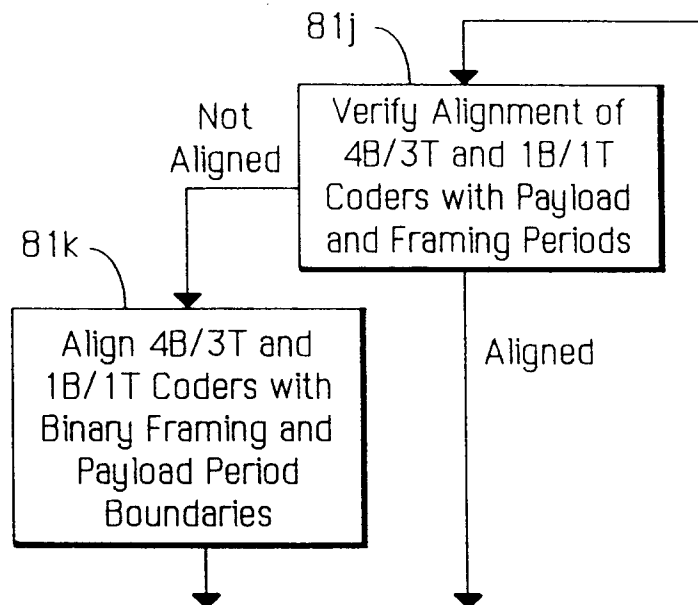 81j
Verify Alignment of
4B/3T and 1B/1T
Coders with Payload
and Framing Periods
Not
Aligned
81k
Align 4B/3T and
1B/1T Coders with
Binary Framing and
Payload Period
Boundaries
Aligned